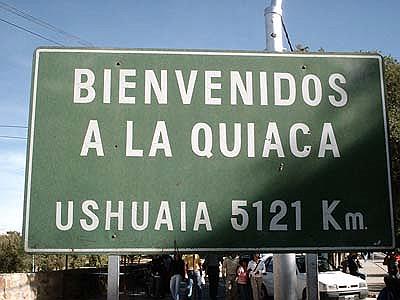 BIENVENIDOS
A LA QUIACA
USHUAIA 5121 Km.